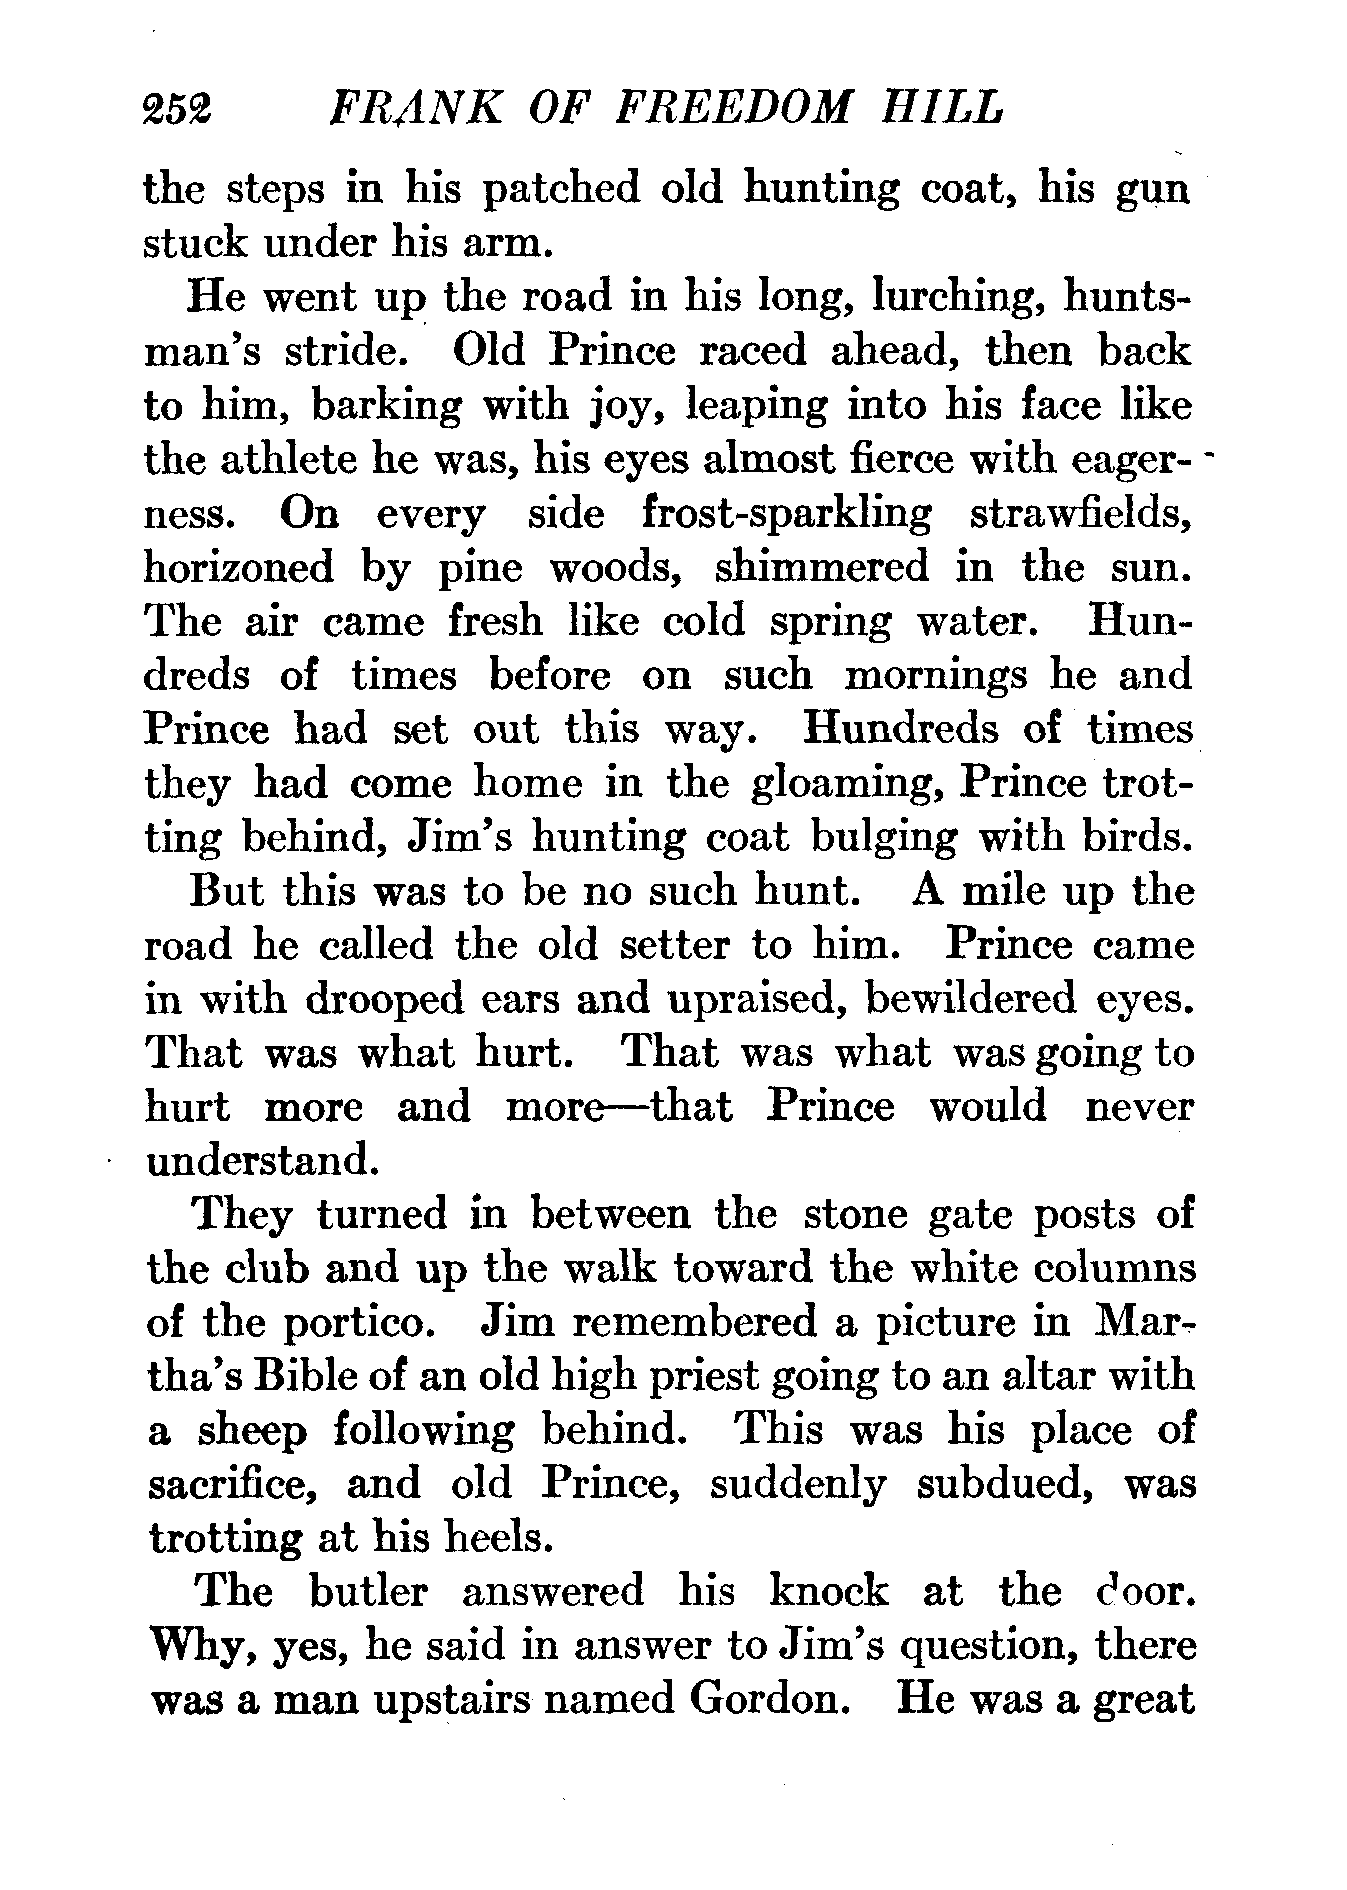 252 FRANK OF FREEDOM HILL
the steps in his patched old hunting coat, his gun
stuck under his arm.
He went up the road in his long, lurching, hunts-
man's stride. Old Prince raced ahead, then back
to him, barking with joy, leaping into his face like
the athlete he was, his eyes almost fierce with eager-
ness. On every side frost-sparkling strawfields,
horizoned by pine woods, shimmered in the sun.
The air came fresh like cold spring water. Hun-
dreds of times before on such mornings he and
Prince had set out this way. Hundreds of times
they had come home in the gloaming, Prince trot-
ting behind, Jim's hunting coat bulging with birds.
But this was to be no such hunt. A mile up the
road he called the old setter to him. Prince came
in with drooped ears and upraised, bewildered eyes.
That was what hurt. That was what was going to
hurt more and more—that Prince would never
understand.
They turned in between the stone gate posts of
the club and up the walk toward the white columns
of the portico. Jim remembered a picture in Mar-
tha's Bible of an old high priest going to an altar with
a sheep following behind. This was his place of
sacrifice, and old Prince, suddenly subdued, was
trotting at his heels.
The butler answered his knock at the door.
Why, yes, he said in answer to Jim's question, there
was a man upstairs named Gordon. He was a great